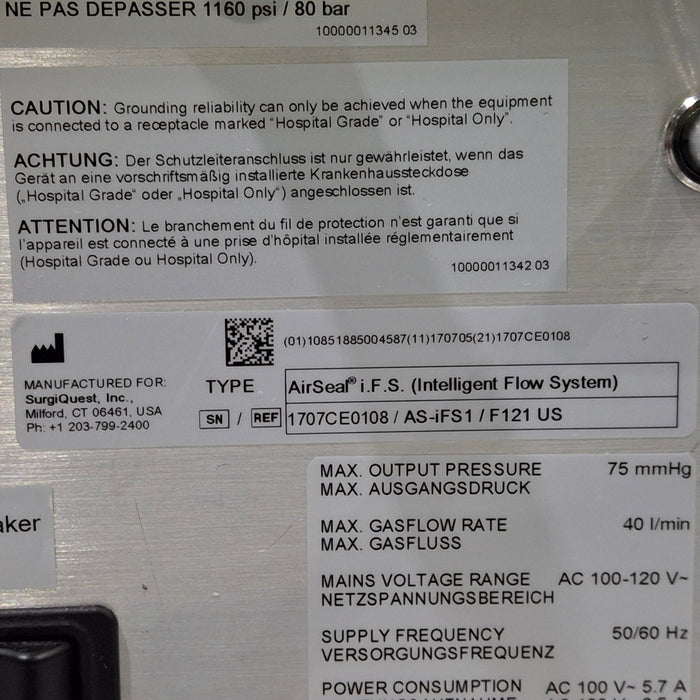 NE PAS DEPASSER 1160 psi / 80 bar
10000011345 03
CAUTION: Grounding reliability can only be achieved when the equipment
is connected to a receptacle marked “Hospital Grade” or “Hospital Only”.
ACHTUNG: Der Schutzleiteranschluss ist nur gewährleistet, wenn das
Gerät an eine vorschriftsmäßig installierte Krankenhaussteckdose
(„Hospital Grade“ oder „Hospital Only“) angeschlossen ist.
ATTENTION: Le branchement du fil de protection n'est garanti que si
l'appareil est connecté à une prise d'hôpital installée réglementairement
(Hospital Grade ou Hospital Only).
10000011342 03
(01)10851885004587(11)170705(21)1707CE0108
MANUFACTURED FOR:
SurgiQuest, Inc.,
Milford, CT 06461, USA
Ph: +1 203-799-2400
TYPE AirSeal® i.F.S. (Intelligent Flow System)
SN / REF 1707CE0108 / AS-iFS1 / F121 US
aker
MAX. OUTPUT PRESSURE 75 mmHg
MAX. AUSGANGSDRUCK
MAX. GASFLOW RATE 40 l/min
MAX. GASFLUSS
MAINS VOLTAGE RANGE AC 100-120 V~
NETZSPANNUNGSBEREICH
SUPPLY FREQUENCY 50/60 Hz
VERSORGUNGSFREQUENZ
POWER CONSUMPTION AC 100 V~ 5.7 A